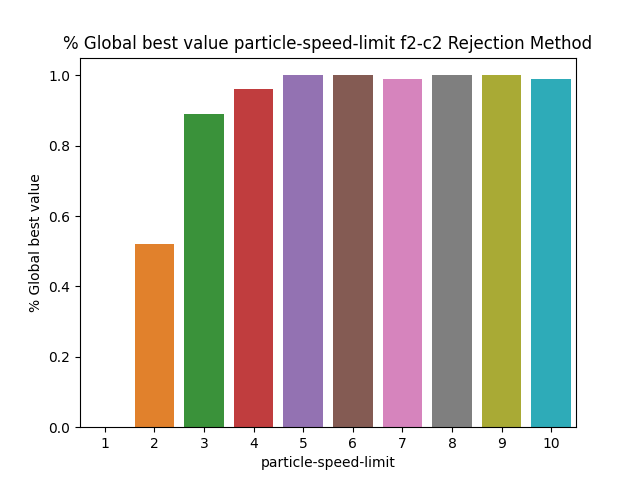 % Global best value particle-speed-limit f2-c2 Rejection Method
% Global best value
1.0
0.8
0.6
0.4
0.2
0.0
1 2 3 4 5 6 7 8 9 10
particle-speed-limit